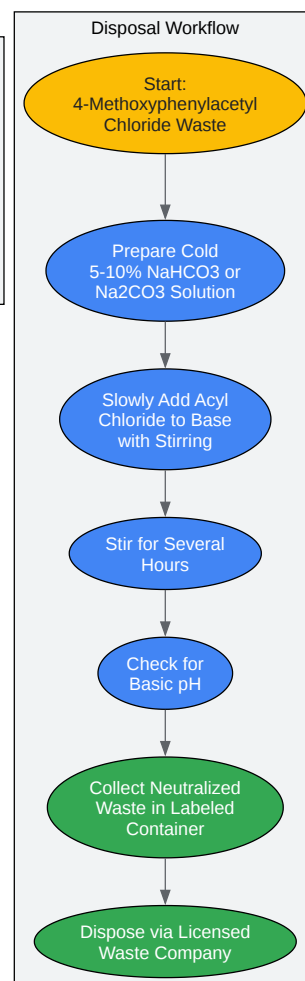 Disposal Workflow
Start:
4-Methoxyphenylacetyl
Chloride Waste
Prepare Cold
5-10% NaHCO3 or
Na2CO3 Solution
Slowly Add Acyl
Chloride to Base
with Stirring
Stir for Several
Hours
Check for
Basic pH
Collect Neutralized
Waste in Labeled
Container
Dispose via Licensed
Waste Company